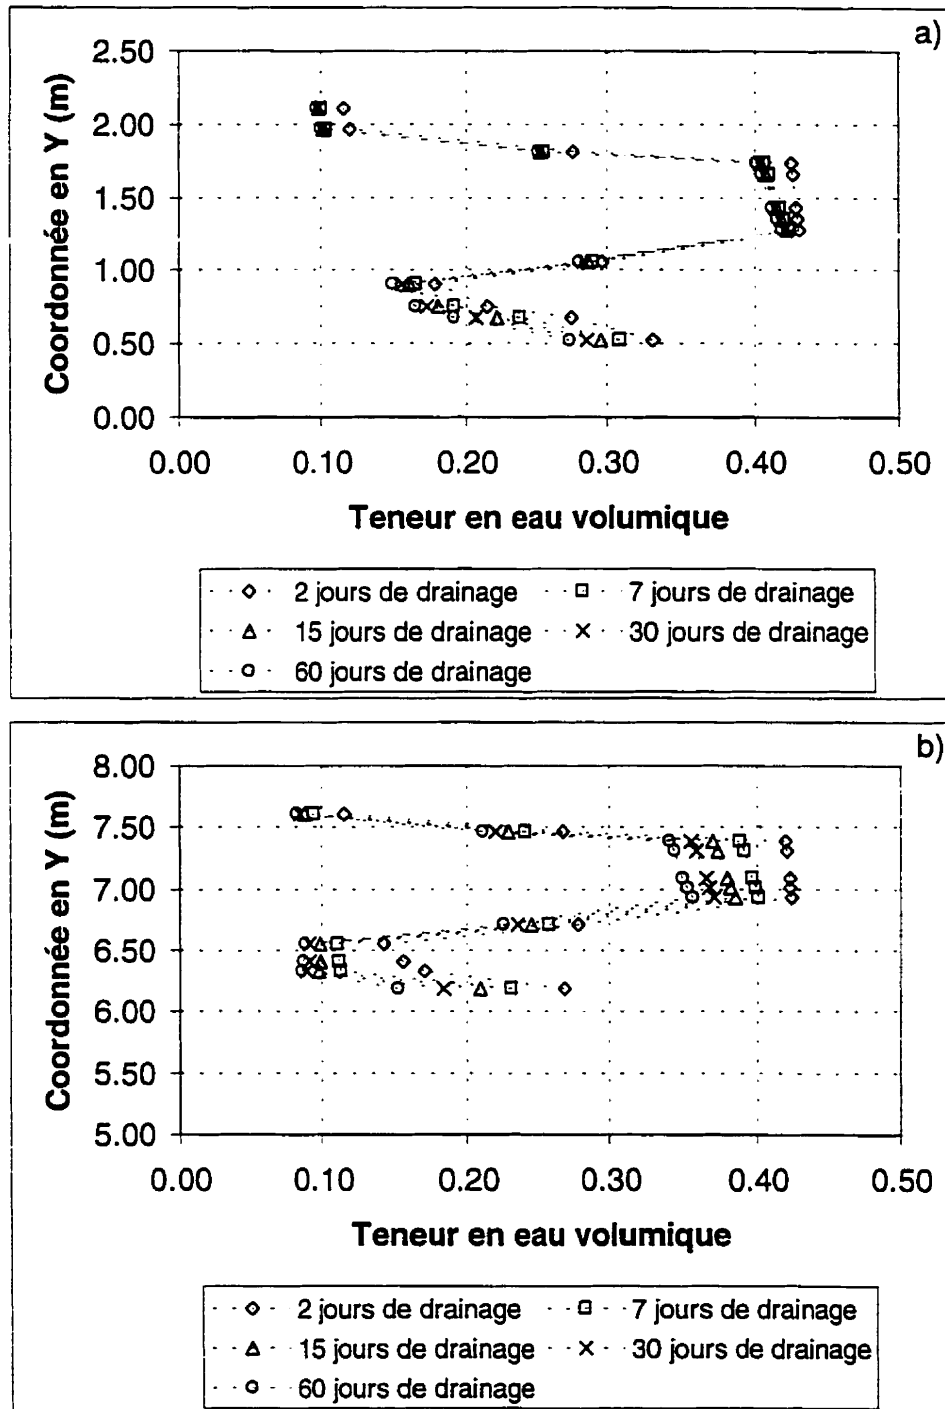 a)
Coordonnée en Y (m)
2.50
2.00
1.50
1.00
0.50
0.00
0.00 0.10 0.20 0.30 0.40 0.50
Teneur en eau volumique
2 jours de drainage 7 jours de drainage
15 jours de drainage 30 jours de drainage
60 jours de drainage
b)
Coordonnée en Y (m)
8.00
7.50
7.00
6.50
6.00
5.50
5.00
0.00 0.10 0.20 0.30 0.40 0.50
Teneur en eau volumique
2 jours de drainage 7 jours de drainage
15 jours de drainage 30 jours de drainage
60 jours de drainage